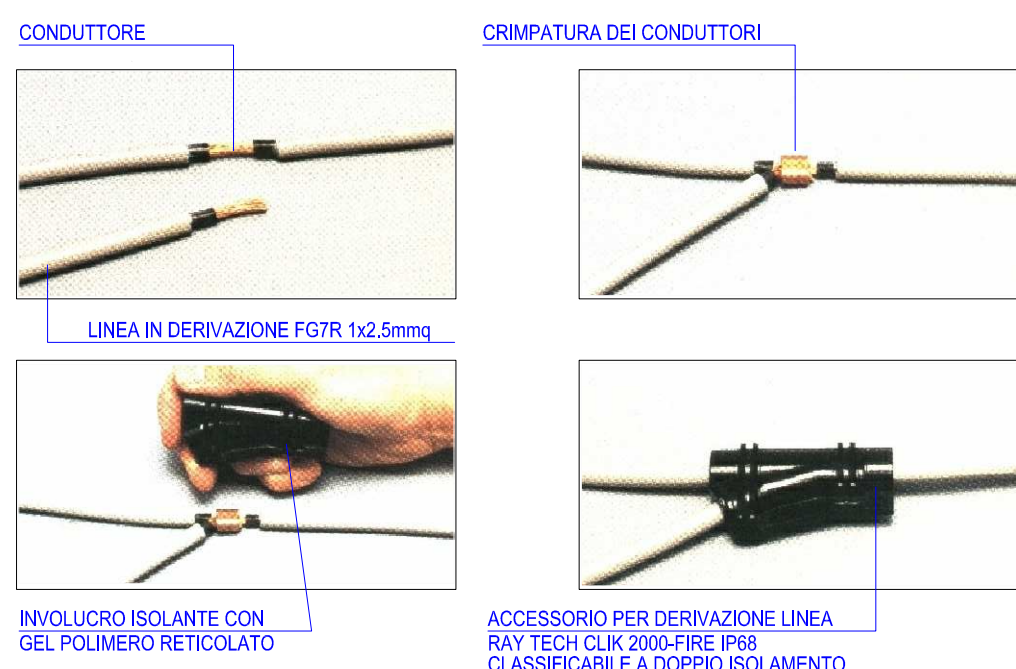 CONDUTTORE
CRIMPATURA DEI CONDUTTORI
LINEA IN DERIVAZIONE FG7R 1x2.5mmq
INVOLUCRO ISOLANTE CON
GEL POLIMERO RETICOLATO
ACCESSORIO PER DERIVAZIONE LINEA
RAY TECH CLIK 2000-FIRE IP68
CLASSIFICABILE A DOPPIO ISOLAMENTO